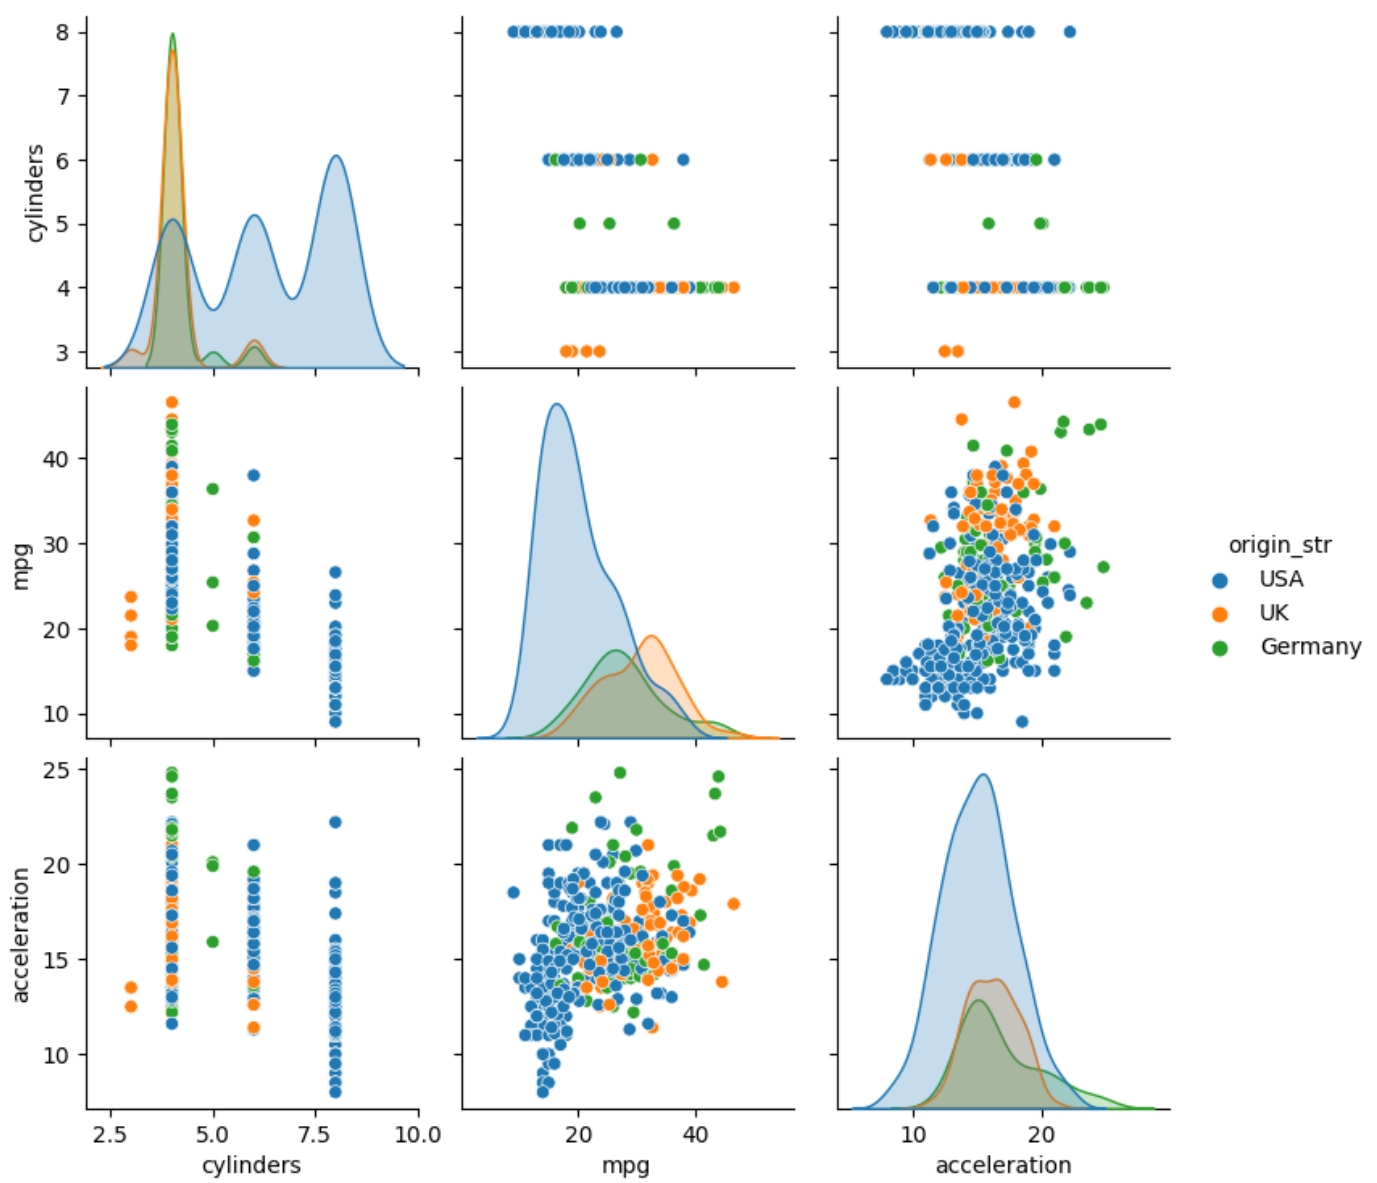 8
7
6
5
4
3
cylinders
40
30
20
10
mpg
origin_str
USA
UK
Germany
25
20
15
10
acceleration
2.5 5.0 7.5 10.0 20 40 10 20
cylinders mpg acceleration